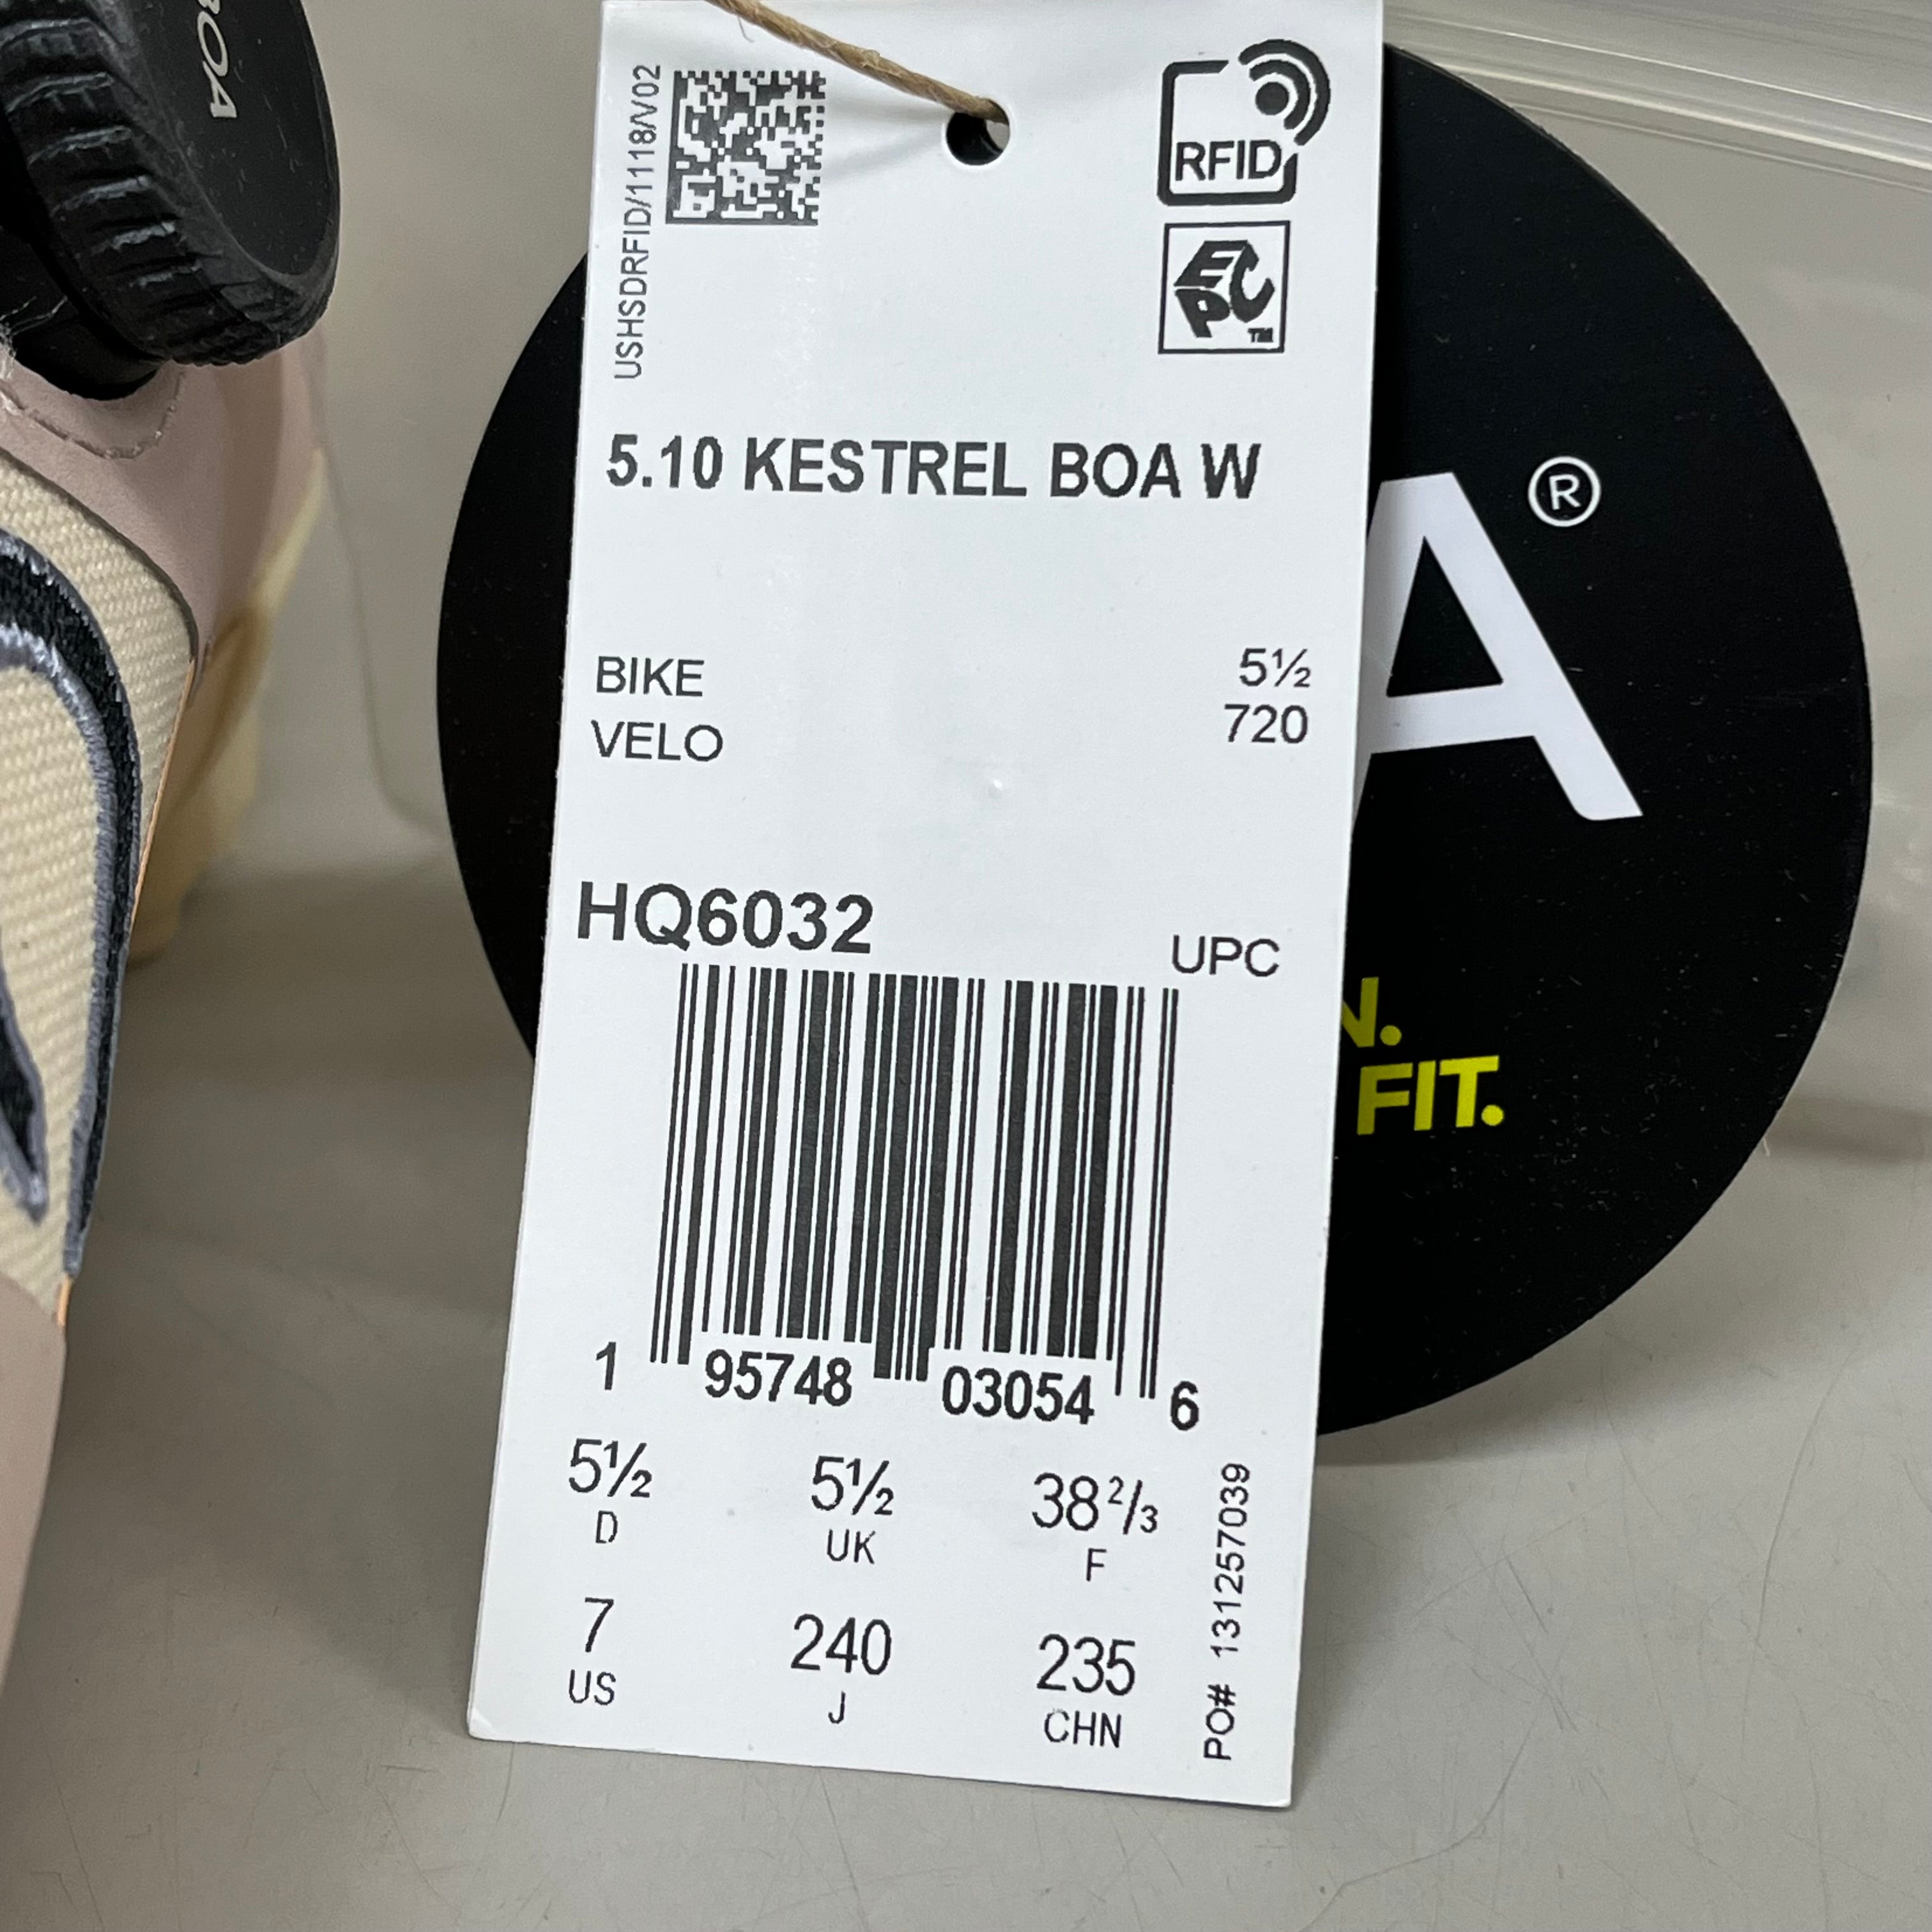 BOA
USHSDRFID/1118/V02
RFID
EPC™
5.10 KESTREL BOA W
BIKE 5½
VELO 720
HQ6032
UPC
1 95748 03054 6
5½ 5½ 38⅔
D UK F
7 240 235
US J CHN
PO# 131257039
A®
N.
FIT.